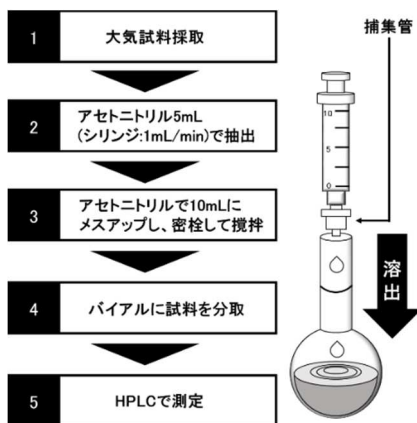 1 大気試料採取
2 アセトニトリル5mL
(シリンジ:1mL/min)で抽出
3 アセトニトリルで10mLに
メスアップし、密栓して撹拌
4 バイアルに試料を分取
5 HPLCで測定
捕集管
10
5
0
溶出